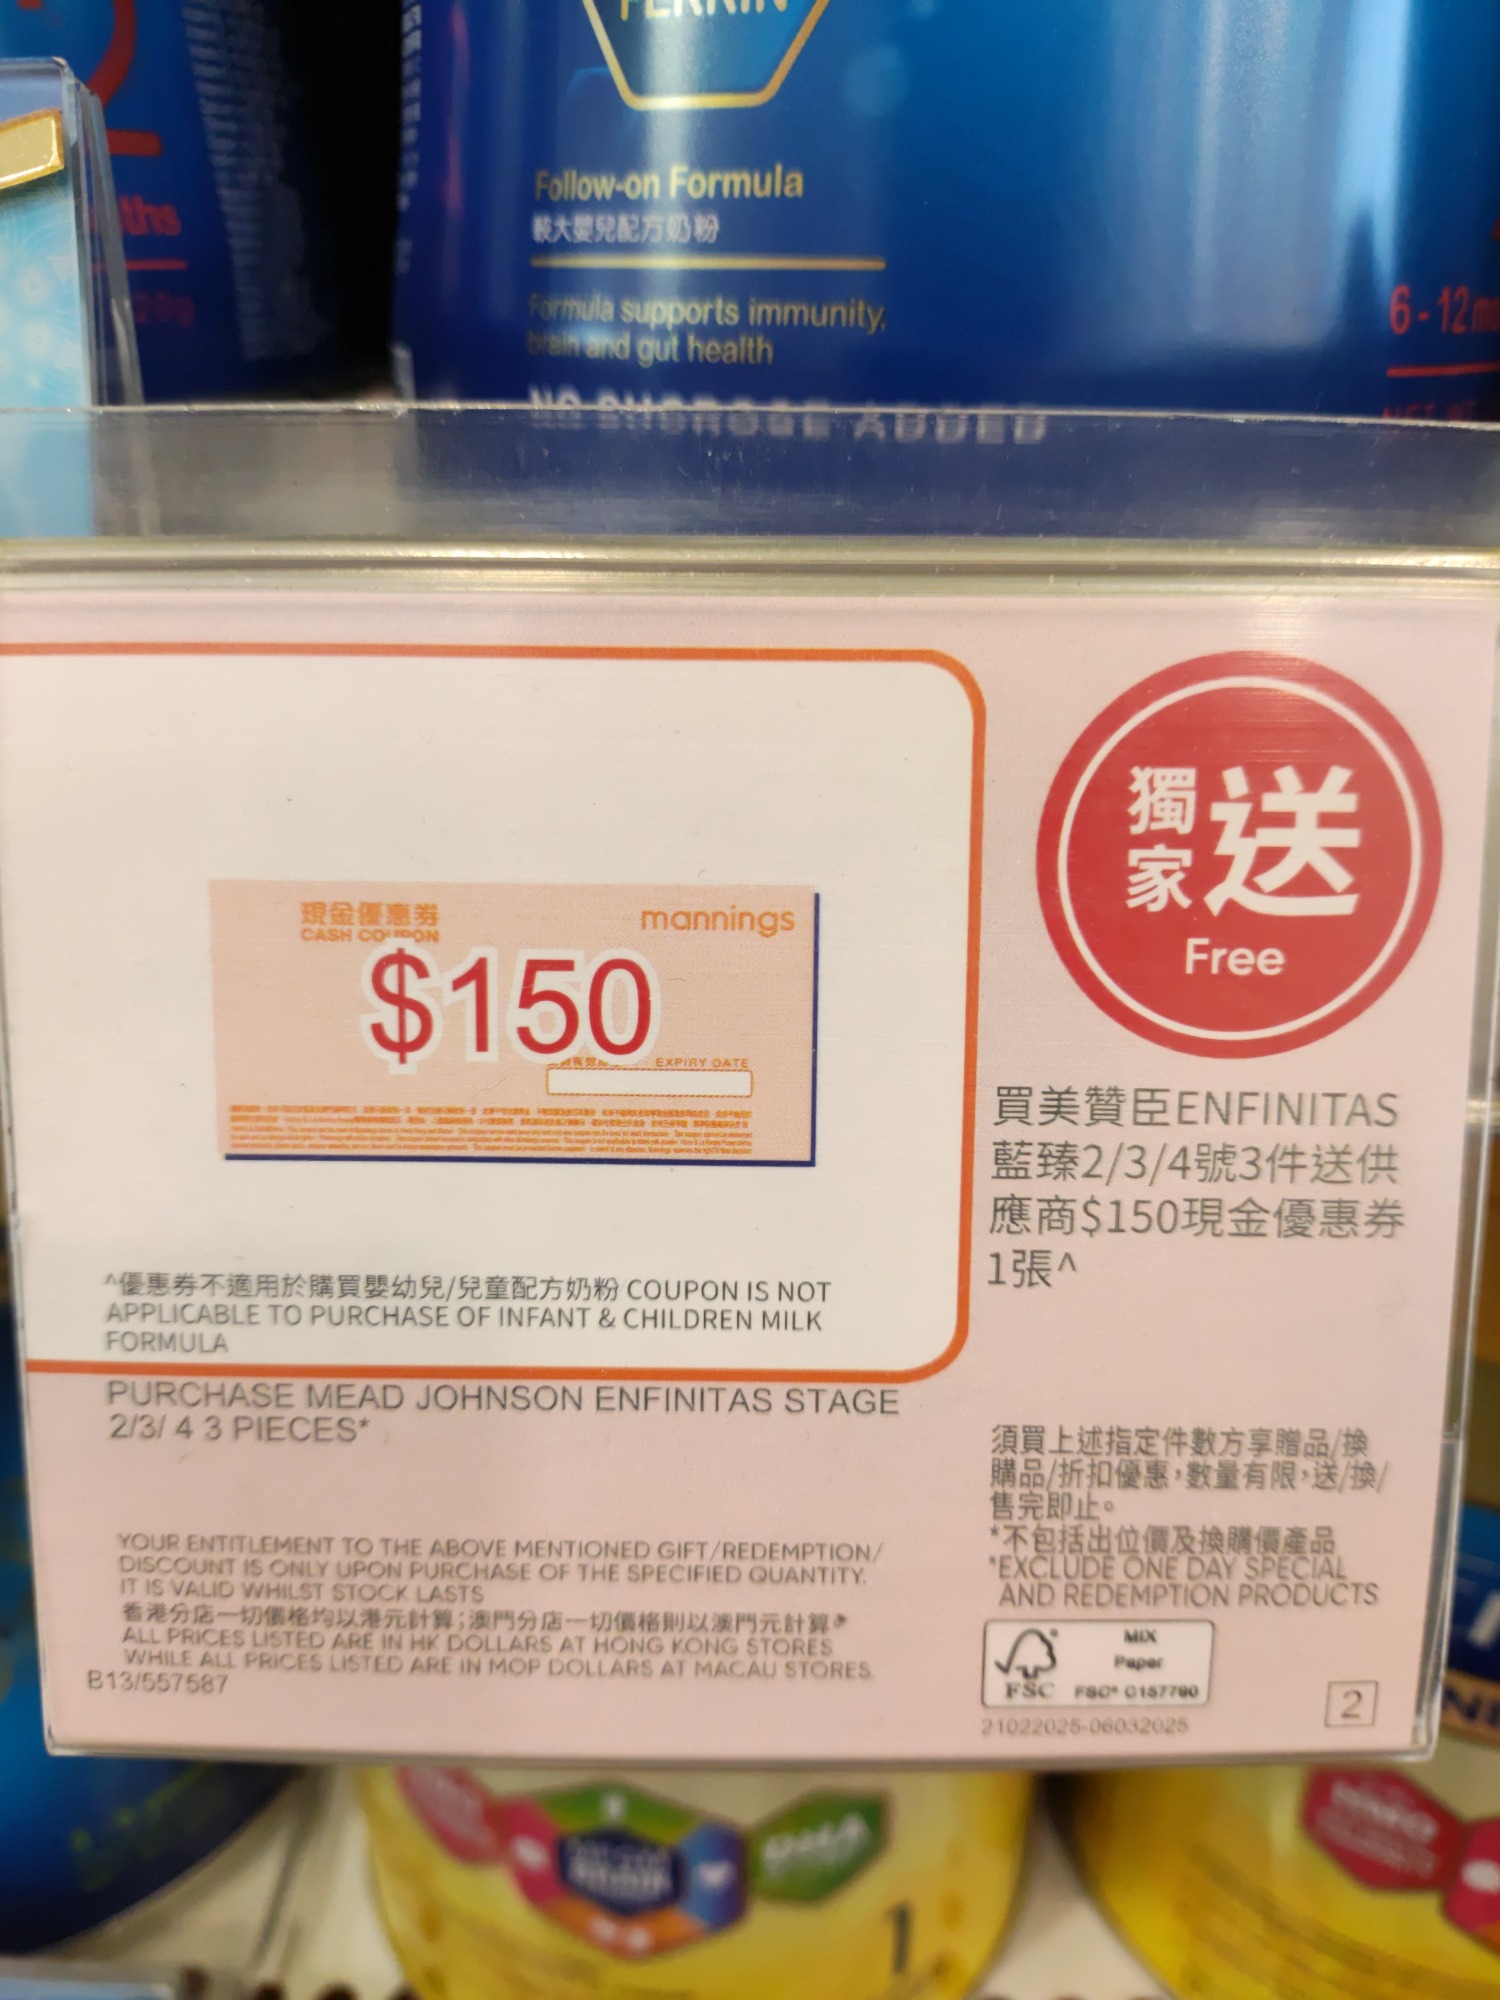 Follow-on Formula
較大嬰兒配方奶粉
Formula supports immunity,
brain and gut health
NO SUCROSE ADDED
6 - 12
獨家送
Free
現金優惠券
mannings
CASH COUPON
$150
EXPIRY DATE
買美贊臣ENFINITAS
藍臻2/3/4號3件送供
應商$150現金優惠券
1張^
^優惠券不適用於購買嬰幼兒/兒童配方奶粉 COUPON IS NOT
APPLICABLE TO PURCHASE OF INFANT & CHILDREN MILK
FORMULA
PURCHASE MEAD JOHNSON ENFINITAS STAGE
2/3/ 4 3 PIECES*
須買上述指定件數方享贈品/換
購品/折扣優惠，數量有限，送/換/
售完即止。
*不包括出位價及換購價產品
*EXCLUDE ONE DAY SPECIAL
AND REDEMPTION PRODUCTS
YOUR ENTITLEMENT TO THE ABOVE MENTIONED GIFT/REDEMPTION/
DISCOUNT IS ONLY UPON PURCHASE OF THE SPECIFIED QUANTITY.
IT IS VALID WHILST STOCK LASTS
香港分店一切價格均以港元計算；澳門分店一切價格則以澳門元計算。
ALL PRICES LISTED ARE IN HK DOLLARS AT HONG KONG STORES
WHILE ALL PRICES LISTED ARE IN MOP DOLLARS AT MACAU STORES.
B13/557587
MIX
Paper
FSC
FSC® C157790
21022025-06032025
2
DHA
1